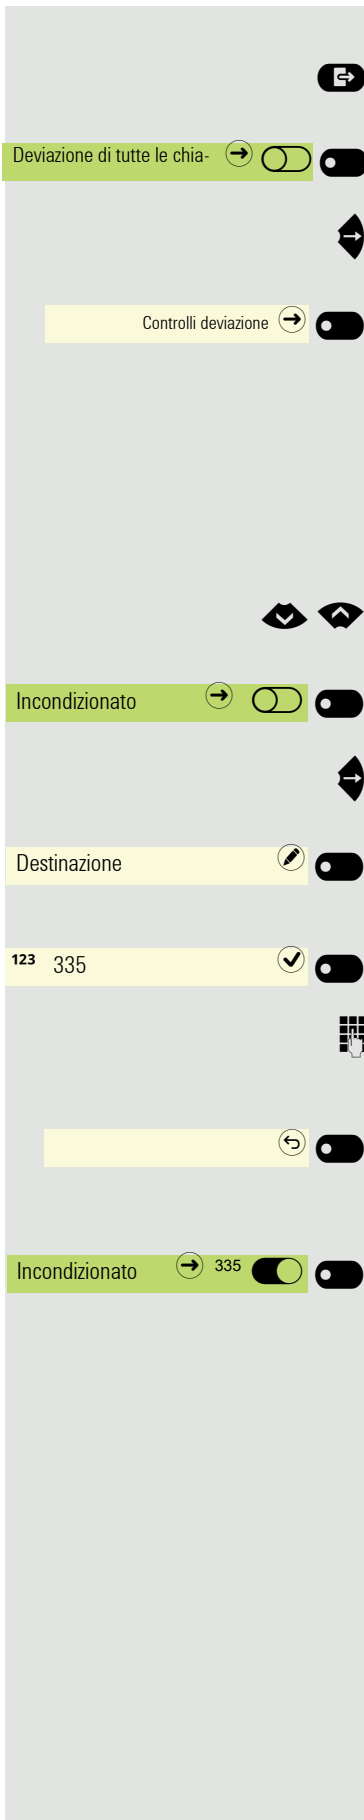 Deviazione di tutte le chia-
Controlli deviazione
Incondizionato
Destinazione
123 335
Incondizionato 335